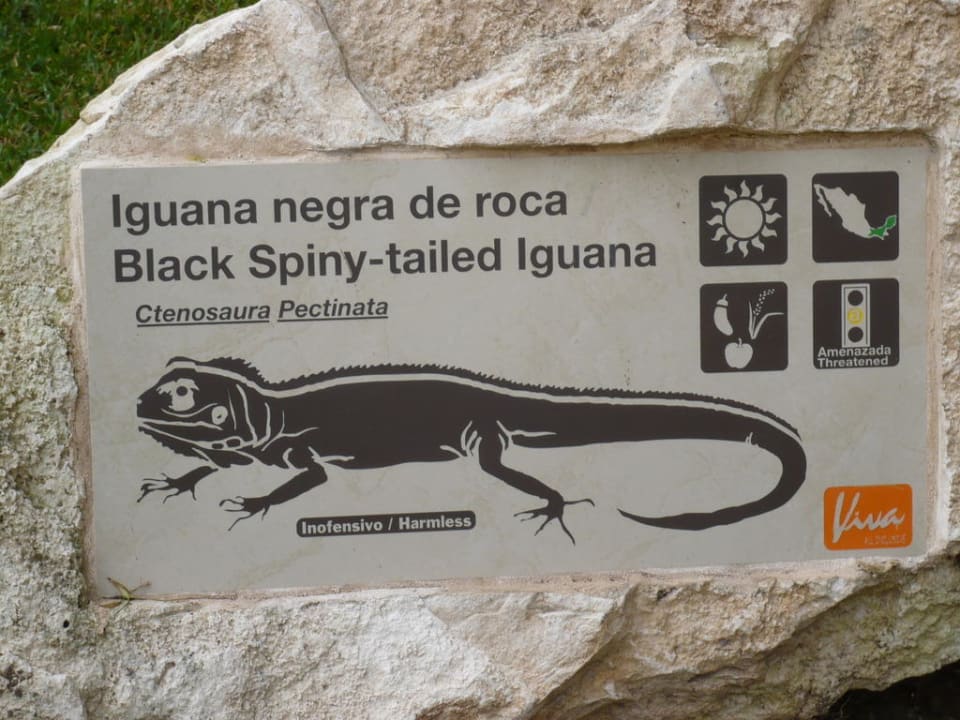 Iguana negra de roca
Black Spiny-tailed Iguana
Ctenosaura Pectinata
Amenazada
Threatened
Inofensivo / Harmless
Viva